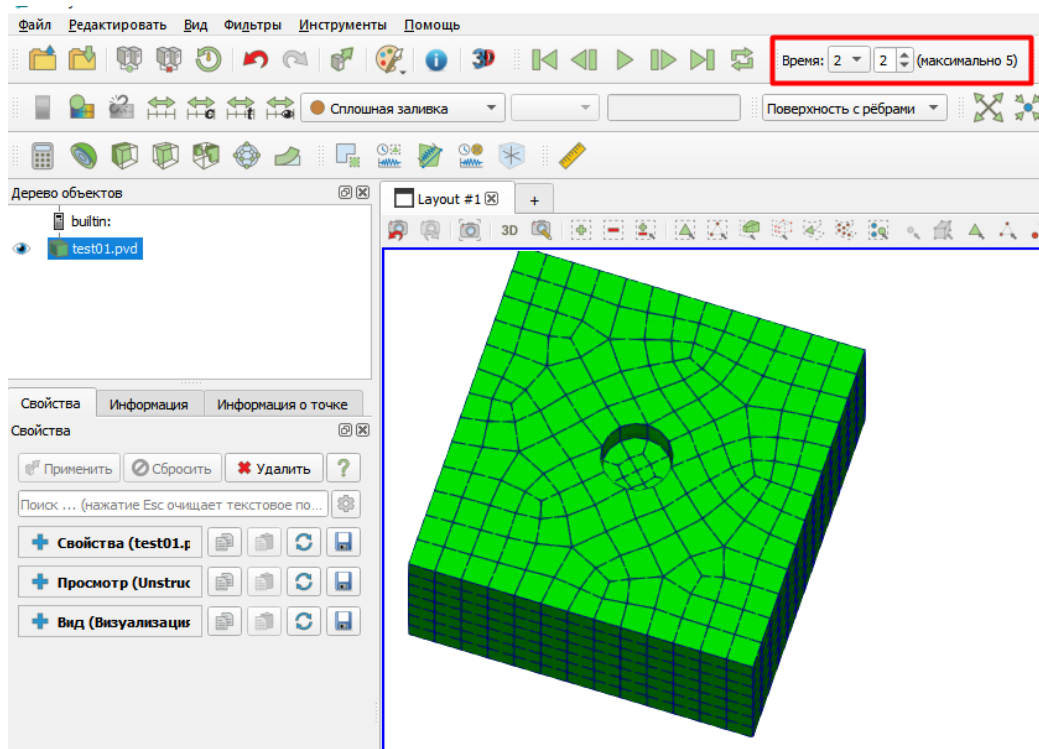 Файл Редактировать Вид Фильтры Инструменты Помощь
3D Время: 2 2 (максимально 5)
Сплошная заливка Поверхность с рёбрами
Дерево объектов
builtin:
test01.pvd
Layout #1 +
3D
Свойства Информация Информация о точке
Свойства
Применить Сбросить Удалить ?
Поиск ... (нажатие Esc очищает текстовое по...
Свойства (test01.p
Просмотр (Unstruc
Вид (Визуализация